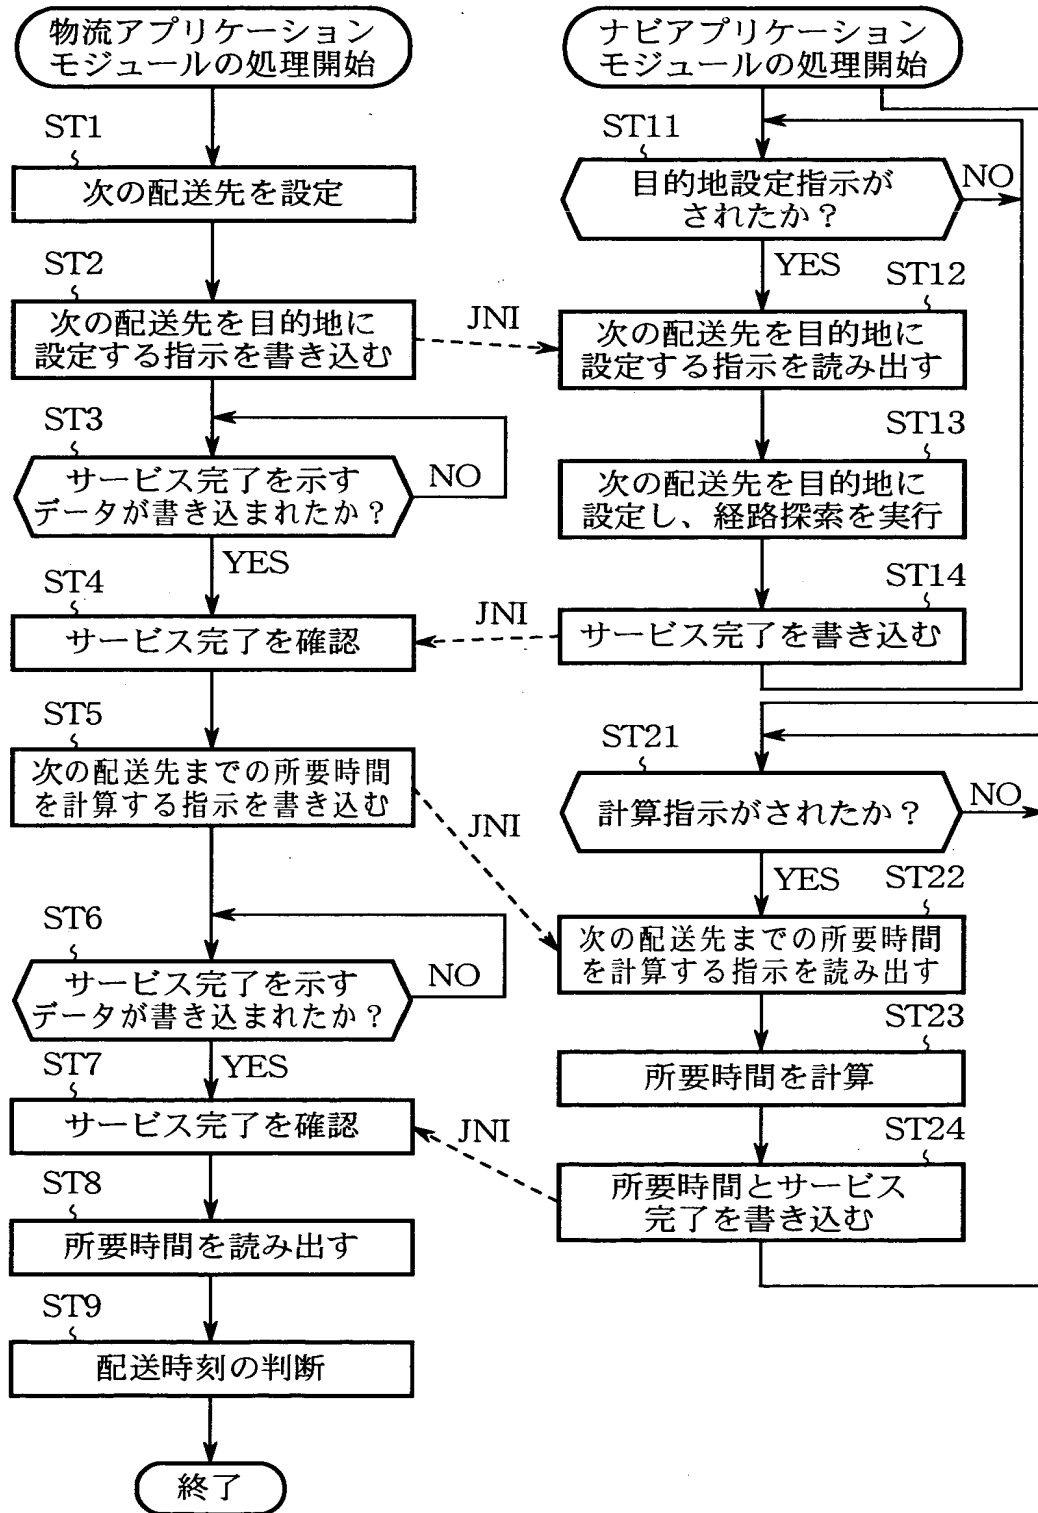 物流アプリケーション
モジュールの処理開始
ST1
次の配送先を設定
ST2
次の配送先を目的地に
設定する指示を書き込む
JNI
ST3
サービス完了を示す
データが書き込まれたか？
NO
YES
ST4
サービス完了を確認
JNI
ST5
次の配送先までの所要時間
を計算する指示を書き込む
JNI
ST6
サービス完了を示す
データが書き込まれたか？
NO
YES
ST7
サービス完了を確認
JNI
ST8
所要時間を読み出す
ST9
配送時刻の判断
終了
ナビアプリケーション
モジュールの処理開始
ST11
目的地設定指示が
されたか？
NO
YES
ST12
次の配送先を目的地に
設定する指示を読み出す
ST13
次の配送先を目的地に
設定し、経路探索を実行
ST14
サービス完了を書き込む
ST21
計算指示がされたか？
NO
YES
ST22
次の配送先までの所要時間
を計算する指示を読み出す
ST23
所要時間を計算
ST24
所要時間とサービス
完了を書き込む